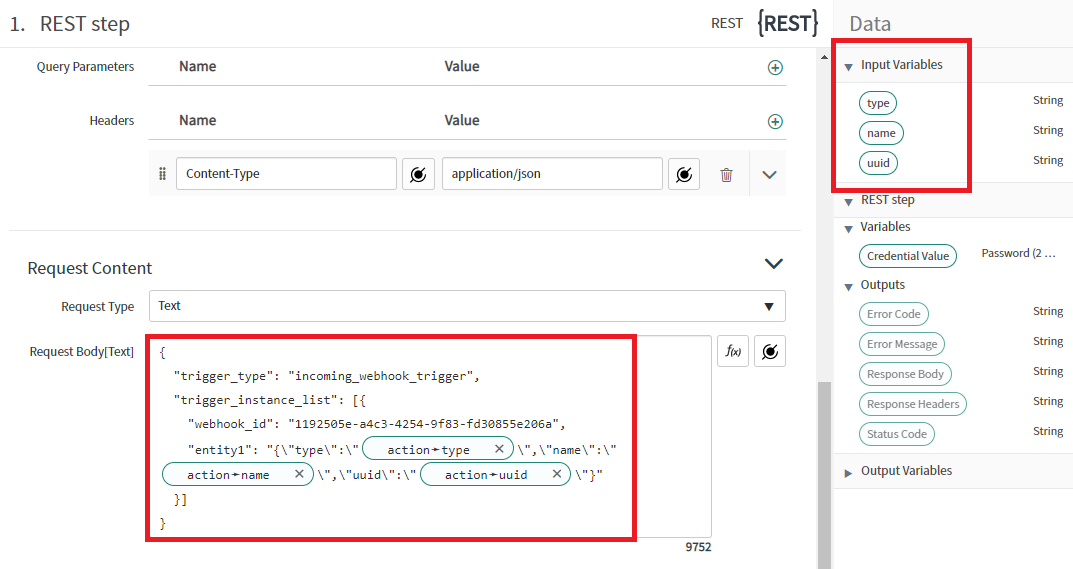 1. REST step
REST {REST}
Query Parameters Name Value
Headers Name Value
Content-Type application/json
Request Content
Request Type Text
Request Body[Text] f(x)
{
"trigger_type": "incoming_webhook_trigger",
"trigger_instance_list": [{
"webhook_id": "1192505e-a4c3-4254-9f83-fd30855e206a",
"entity1": "{\"type\":\" action➛type × \",\"name\":\"
action➛name × \",\"uuid\":\" action➛uuid × \"}"
}]
}
9752
Data
Input Variables
type String
name String
uuid String
REST step
Variables
Credential Value Password (2 ...
Outputs
Error Code String
Error Message String
Response Body String
Response Headers String
Status Code String
Output Variables